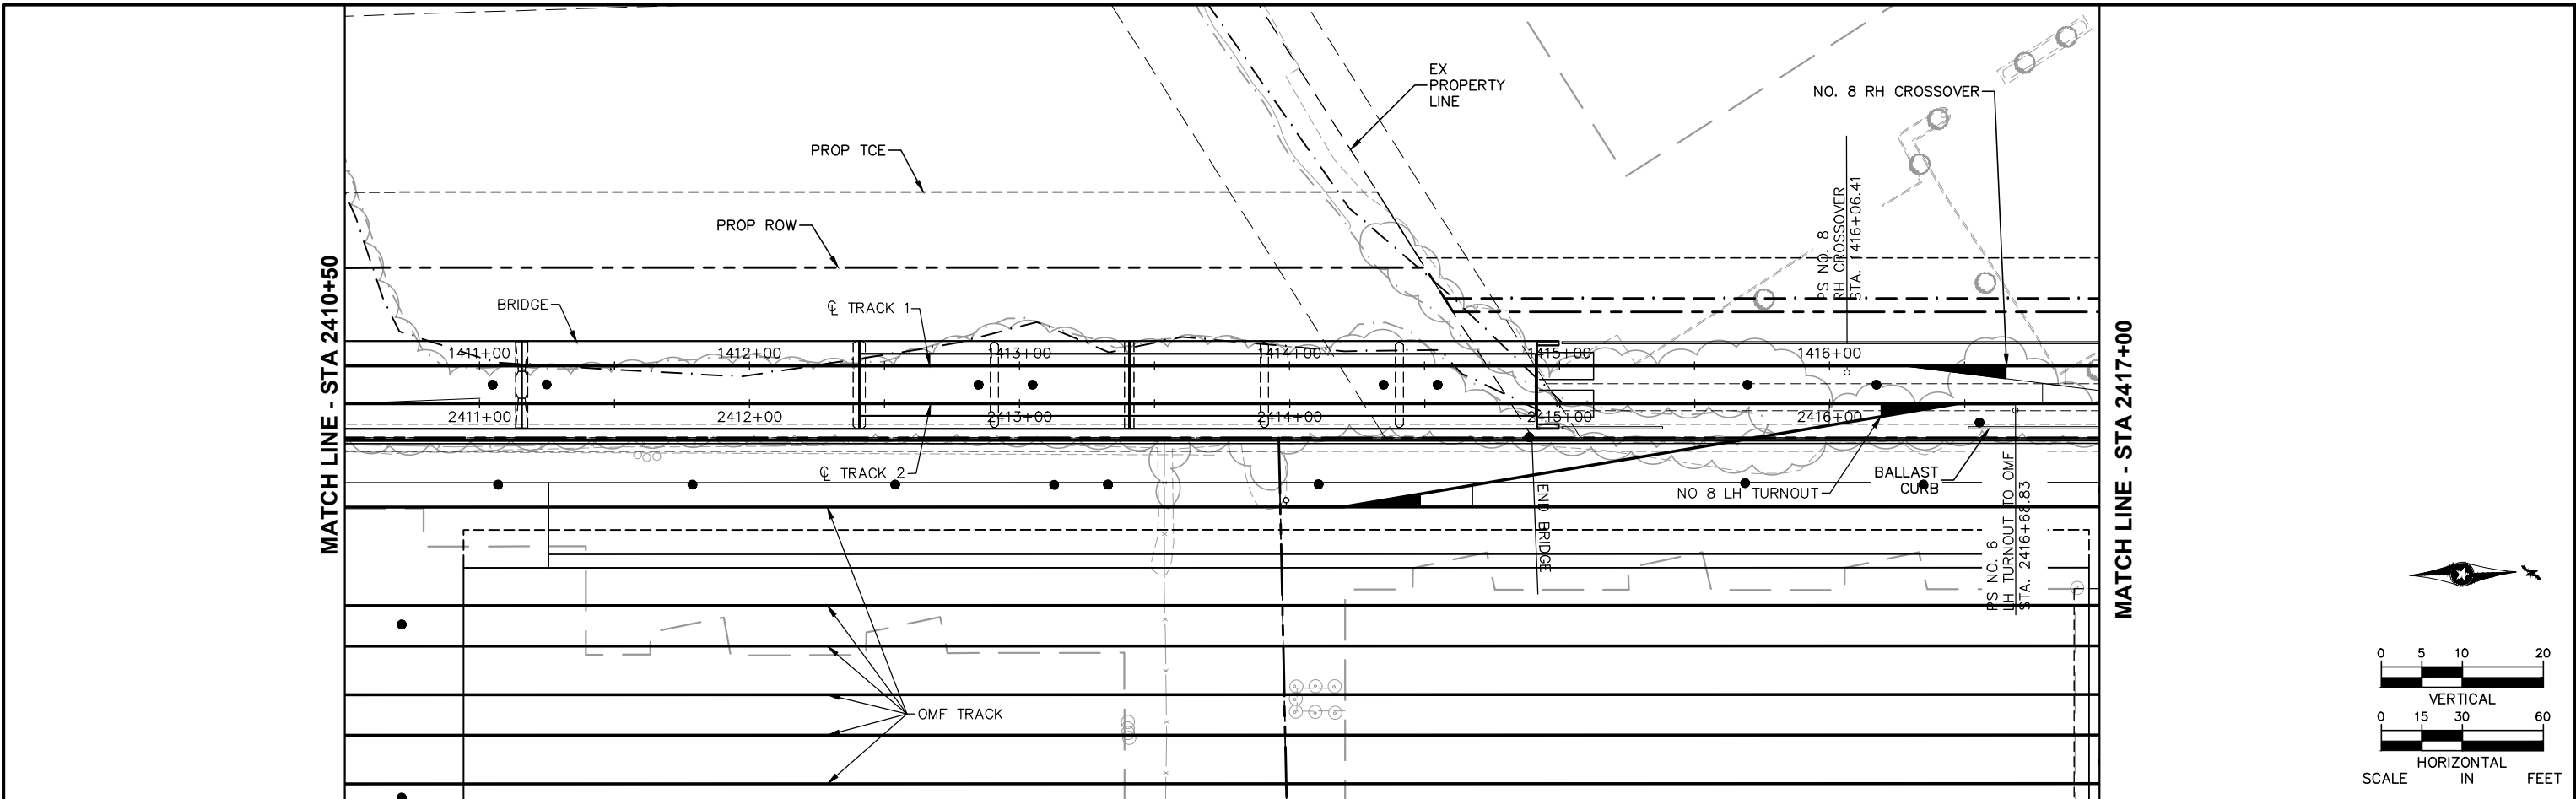 EX
PROPERTY
LINE
NO. 8 RH CROSSOVER
PROP TCE
PROP ROW
PS NO. 8
RH CROSSOVER
STA. 1416+06.41
BRIDGE
℄ TRACK 1
MATCH LINE - STA 2410+50
MATCH LINE - STA 2417+00
1411+00
1412+00
1413+00
1414+00
1415+00
1416+00
2411+00
2412+00
2413+00
2414+00
2415+00
2416+00
℄ TRACK 2
NO 8 LH TURNOUT
BALLAST
CURB
END BRIDGE
PS NO. 6
LH TURNOUT TO OMF
STA. 2416+68.83
OMF TRACK
0 5 10 20
VERTICAL
0 15 30 60
HORIZONTAL
SCALE IN FEET